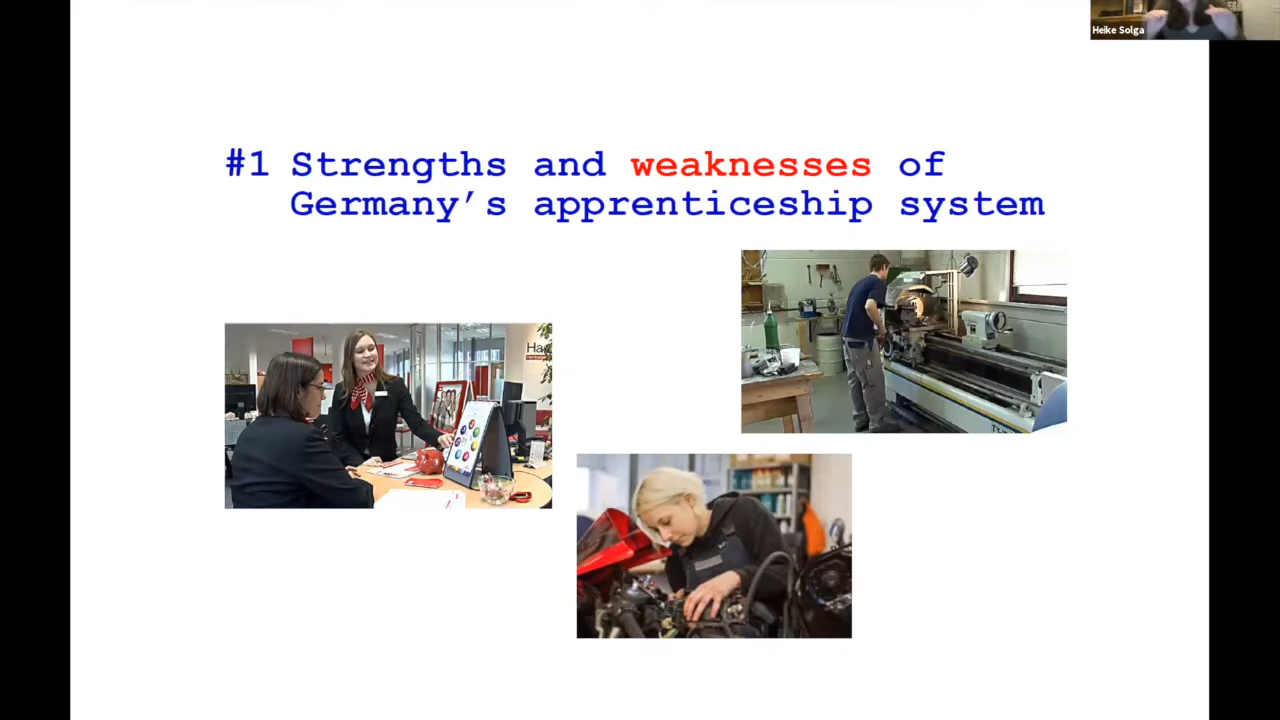 Heike Solga
#1 Strengths and weaknesses of
Germany's apprenticeship system